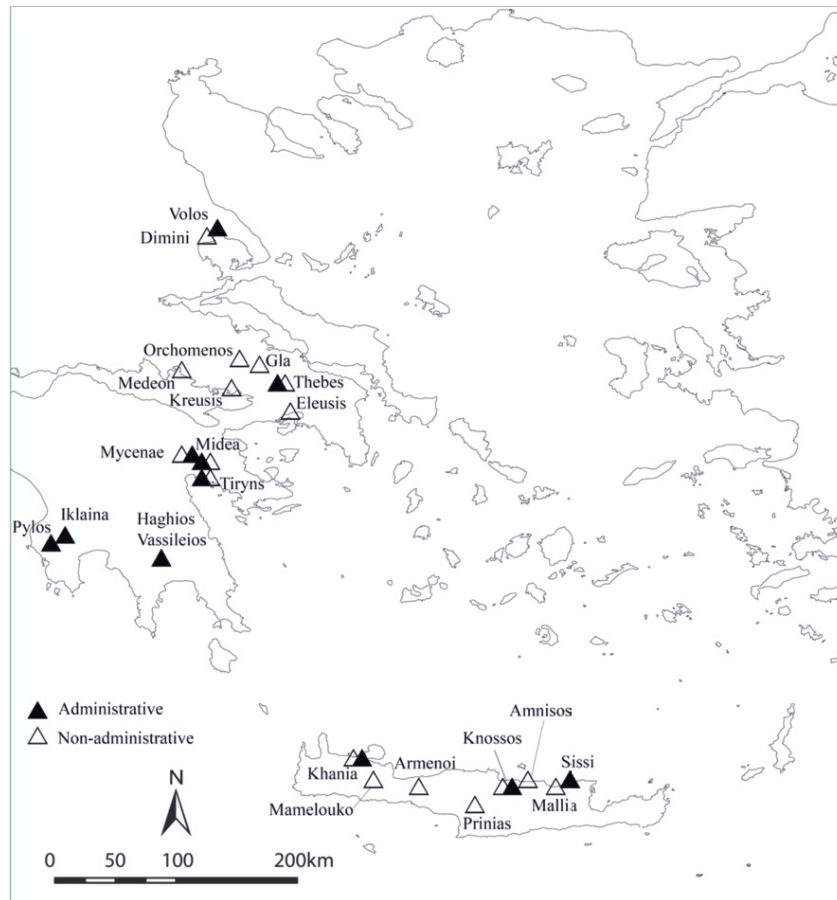 Volos
Dimini
Orchomenos
Gla
Medeon
Thebes
Kreusis
Eleusis
Mycenae
Midea
Tiryns
Iklaina
Pylos
Haghios
Vassileios
Administrative
Non-administrative
Amnisos
Knossos
Sissi
Armenoi
Khania
Mallia
Mamelouko
Prinias
N
0 50 100 200km